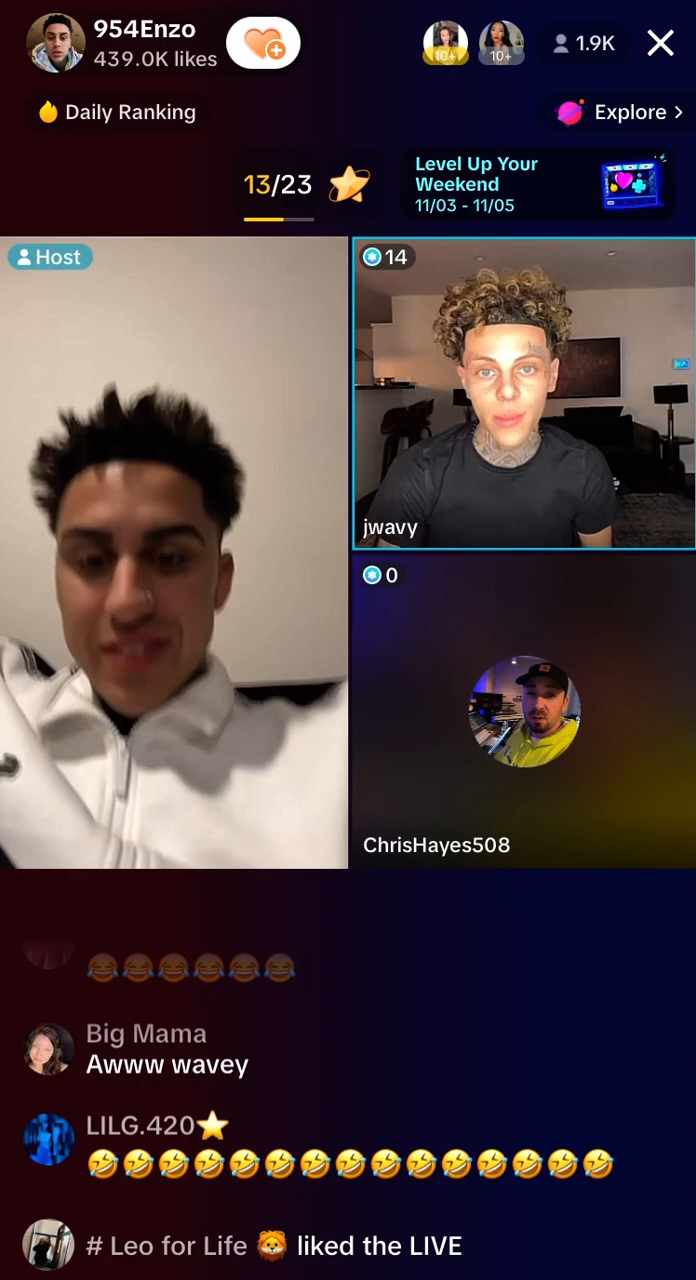 954Enzo
439.0K likes
10+
10+
1.9K
Daily Ranking
Explore >
13/23
Level Up Your
Weekend
11/03 - 11/05
Host
14
jwavy
0
ChrisHayes508
😂😂😂😂😂😂
Big Mama
Awww wavey
LILG.420⭐
🤣🤣🤣🤣🤣🤣🤣🤣🤣🤣🤣🤣🤣🤣🤣
# Leo for Life 🦁 liked the LIVE